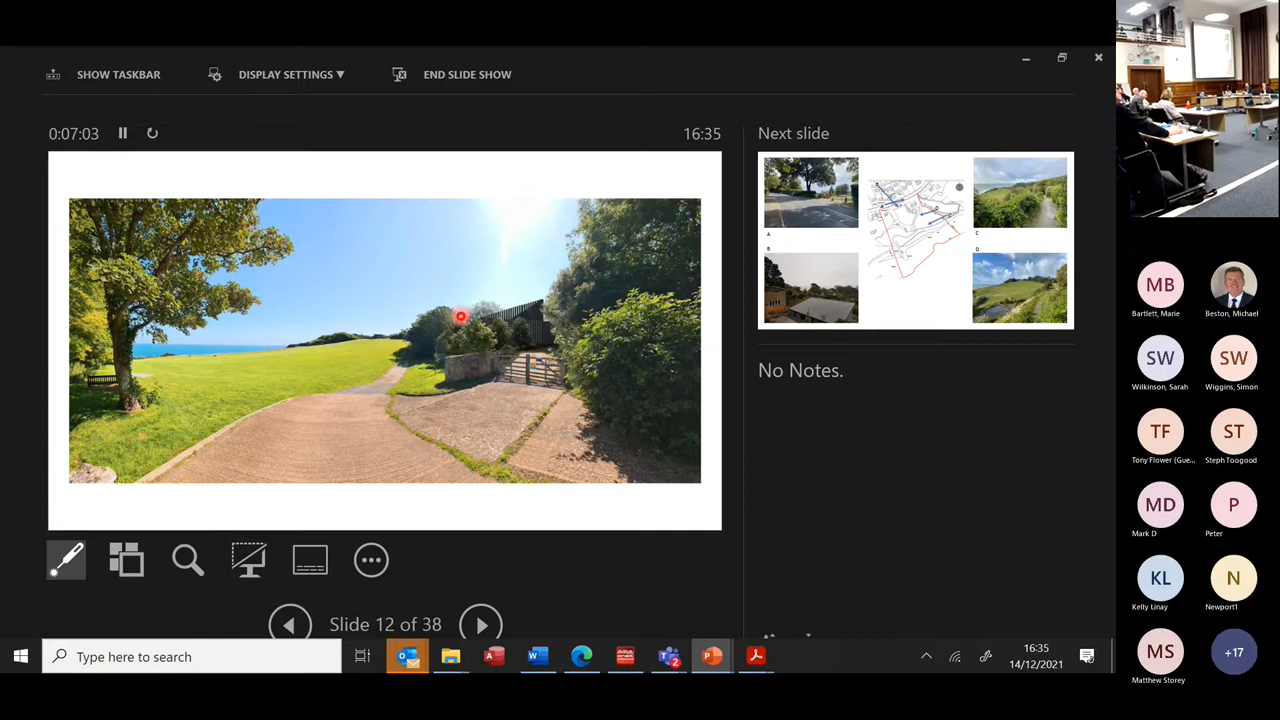 SHOW TASKBAR
DISPLAY SETTINGS ▼
END SLIDE SHOW
0:07:03
16:35
Next slide
A
B
C
D
No Notes.
Slide 12 of 38
Type here to search
2
16:35
14/12/2021
MB
Bartlett, Marie
Beston, Michael
SW
Wilkinson, Sarah
SW
Wiggins, Simon
TF
Tony Flower (Gue...
ST
Steph Toogood
MD
Mark D
P
Peter
KL
Kelly Linay
N
Newport1
MS
Matthew Storey
+17